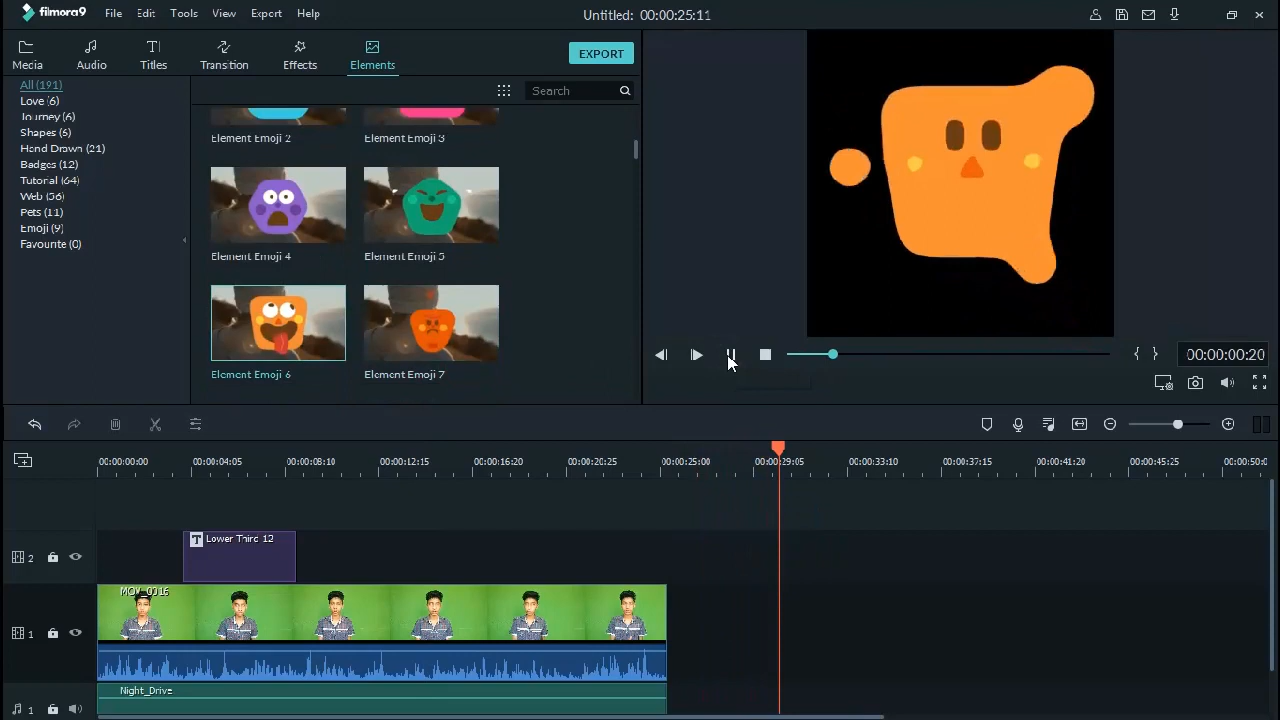 filmora9
File Edit Tools View Export Help
Untitled: 00:00:25:11
Media Audio Titles Transition Effects Elements
EXPORT
All (191)
Love (6)
Journey (6)
Shapes (6)
Hand Drawn (21)
Badges (12)
Tutorial (64)
Web (56)
Pets (11)
Emoji (9)
Favourite (0)
Search
Element Emoji 2
Element Emoji 3
Element Emoji 4
Element Emoji 5
Element Emoji 6
Element Emoji 7
00:00:00:20
00:00:00:00 00:00:04:05 00:00:08:10 00:00:12:15 00:00:16:20 00:00:20:25 00:00:25:00 00:00:29:05 00:00:33:10 00:00:37:15 00:00:41:20 00:00:45:25 00:00:50:0
2
T Lower Third 12
MOV_0016
1
Night_Drive
1